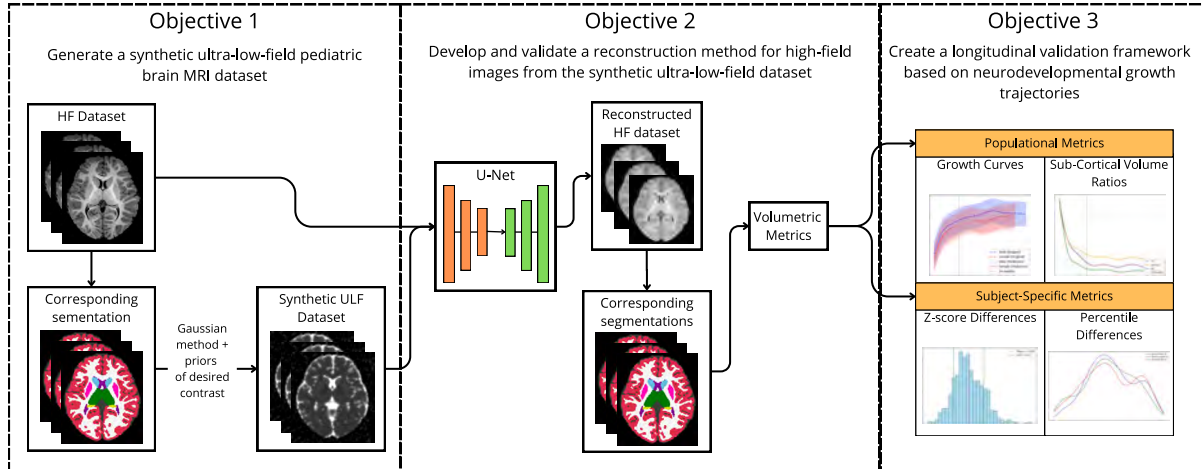 Objective 1
Generate a synthetic ultra-low-field pediatric
brain MRI dataset
HF Dataset
Corresponding
sementation
Gaussian
method +
priors
of desired
contrast
Synthetic ULF
Dataset
Objective 2
Develop and validate a reconstruction method for high-field
images from the synthetic ultra-low-field dataset
U-Net
Reconstructed
HF dataset
Corresponding
segmentations
Volumetric
Metrics
Objective 3
Create a longitudinal validation framework
based on neurodevelopmental growth
trajectories
Populational Metrics
Growth Curves
Sub-Cortical Volume
Ratios
Subject-Specific Metrics
Z-score Differences
Percentile
Differences